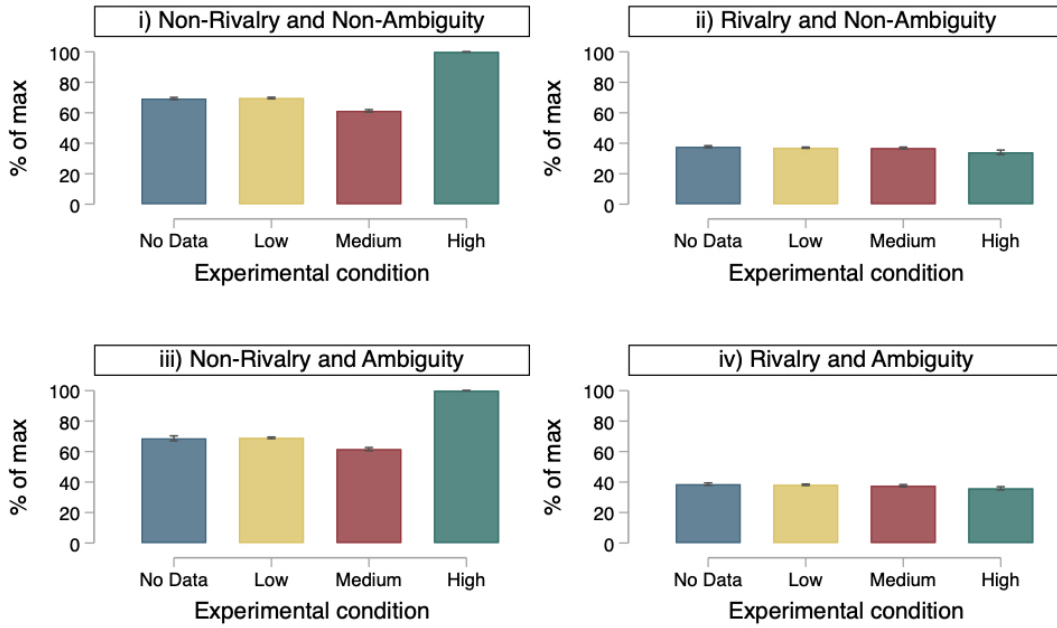 i) Non-Rivalry and Non-Ambiguity
% of max
100
80
60
40
20
0
No Data Low Medium High
Experimental condition
ii) Rivalry and Non-Ambiguity
% of max
100
80
60
40
20
0
No Data Low Medium High
Experimental condition
iii) Non-Rivalry and Ambiguity
% of max
100
80
60
40
20
0
No Data Low Medium High
Experimental condition
iv) Rivalry and Ambiguity
% of max
100
80
60
40
20
0
No Data Low Medium High
Experimental condition